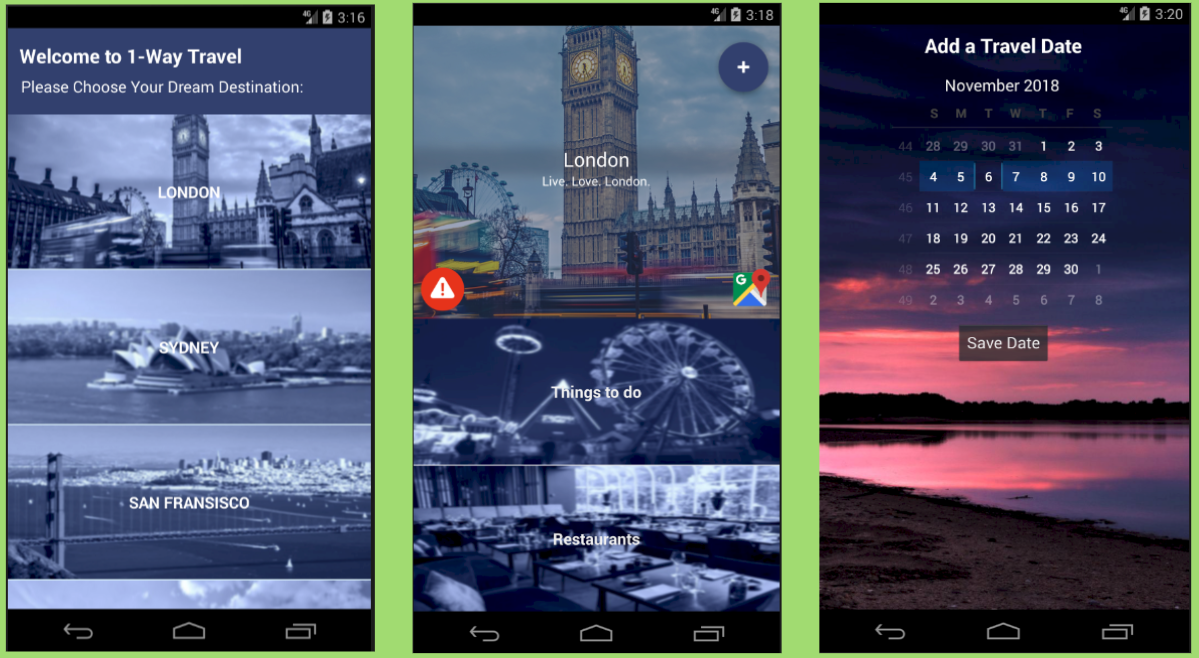 4G 3:16
Welcome to 1-Way Travel
Please Choose Your Dream Destination:
LONDON
SYDNEY
SAN FRANSISCO
4G 3:18
+
London
Live. Love. London.
G
Things to do
Restaurants
4G 3:20
Add a Travel Date
November 2018
S M T W T F S
44 28 29 30 31 1 2 3
45 4 5 6 7 8 9 10
46 11 12 13 14 15 16 17
47 18 19 20 21 22 23 24
48 25 26 27 28 29 30 1
49 2 3 4 5 6 7 8
Save Date